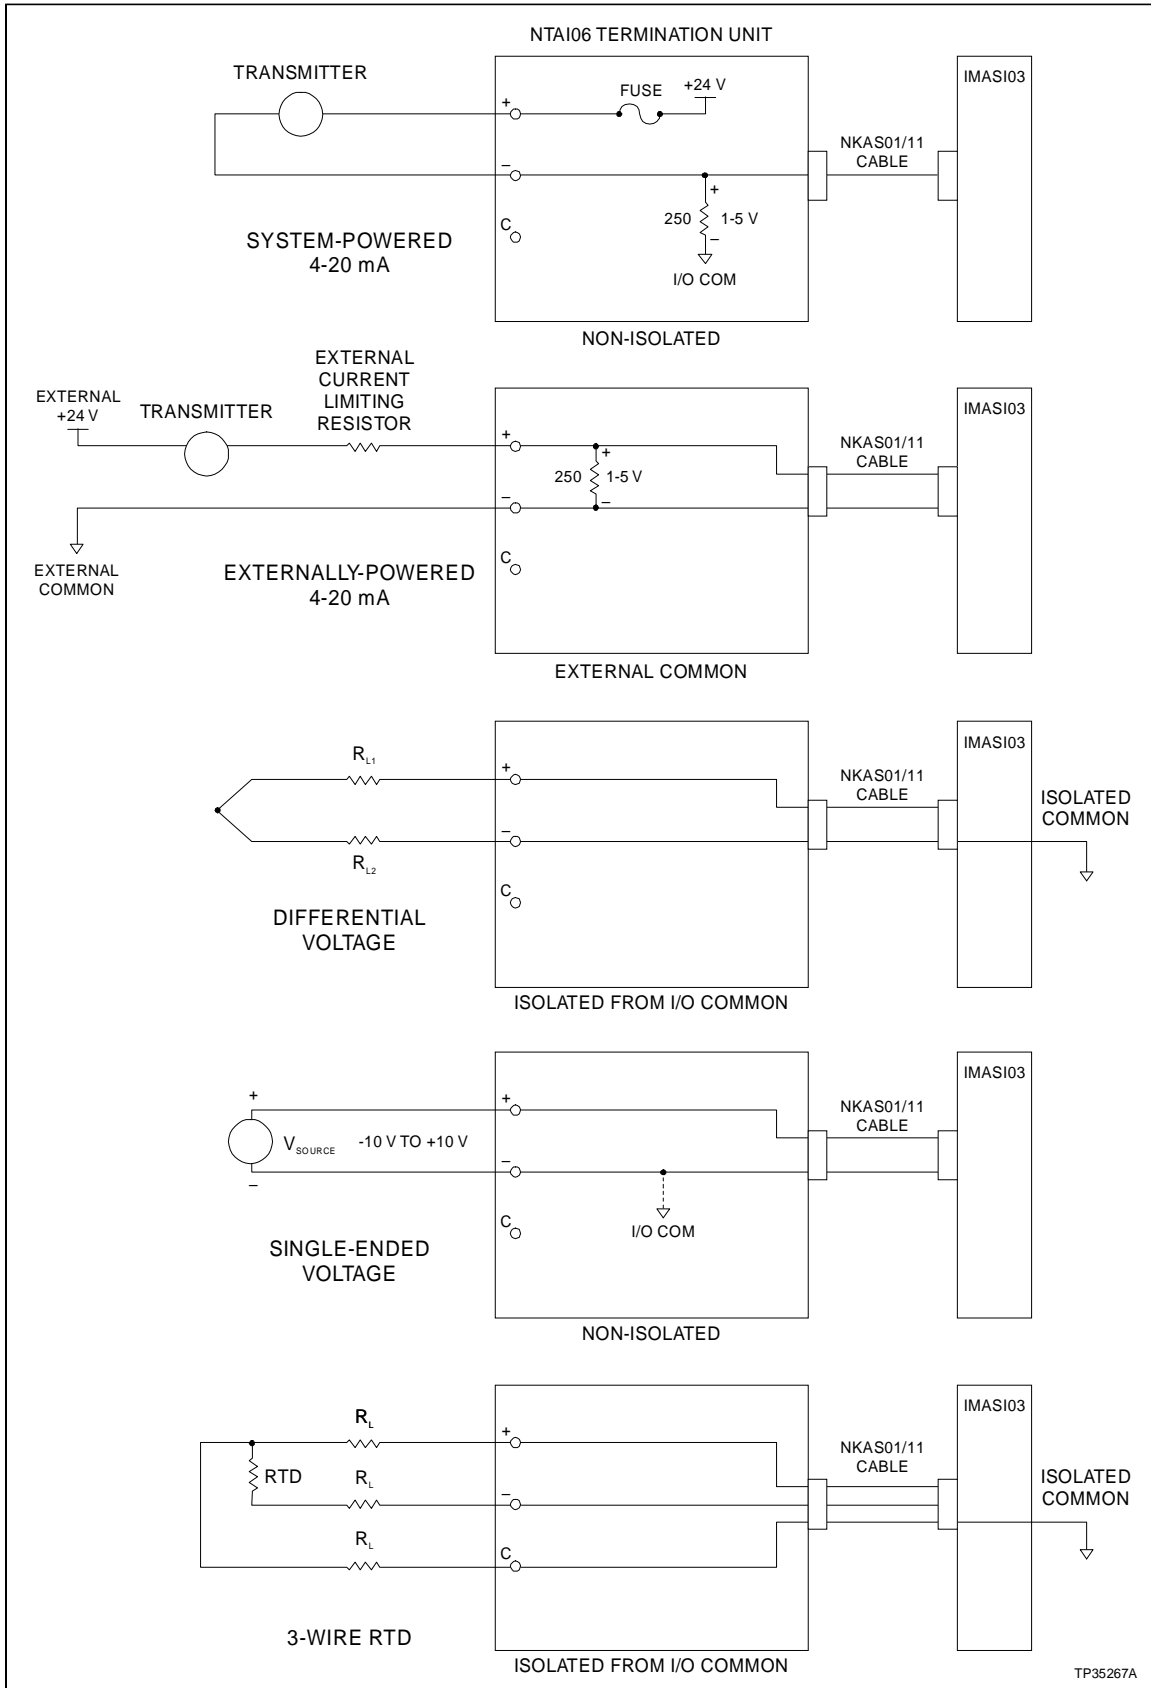 NTAI06 TERMINATION UNIT
TRANSMITTER
IMASI03
+24 V
FUSE
+
NKAS01/11
CABLE
–
+
250 1-5 V
–
C
I/O COM
SYSTEM-POWERED
4-20 mA
NON-ISOLATED
EXTERNAL
CURRENT
LIMITING
RESISTOR
EXTERNAL
+24 V
TRANSMITTER
IMASI03
+
NKAS01/11
CABLE
+
250 1-5 V
–
–
C
EXTERNAL
COMMON
EXTERNALLY-POWERED
4-20 mA
EXTERNAL COMMON
IMASI03
RL1
+
NKAS01/11
CABLE
ISOLATED
COMMON
–
RL2
C
DIFFERENTIAL
VOLTAGE
ISOLATED FROM I/O COMMON
IMASI03
+
+
NKAS01/11
CABLE
VSOURCE -10 V TO +10 V
–
–
C
I/O COM
SINGLE-ENDED
VOLTAGE
NON-ISOLATED
IMASI03
RL
+
NKAS01/11
CABLE
RTD
RL
–
ISOLATED
COMMON
RL
C
3-WIRE RTD
ISOLATED FROM I/O COMMON
TP35267A